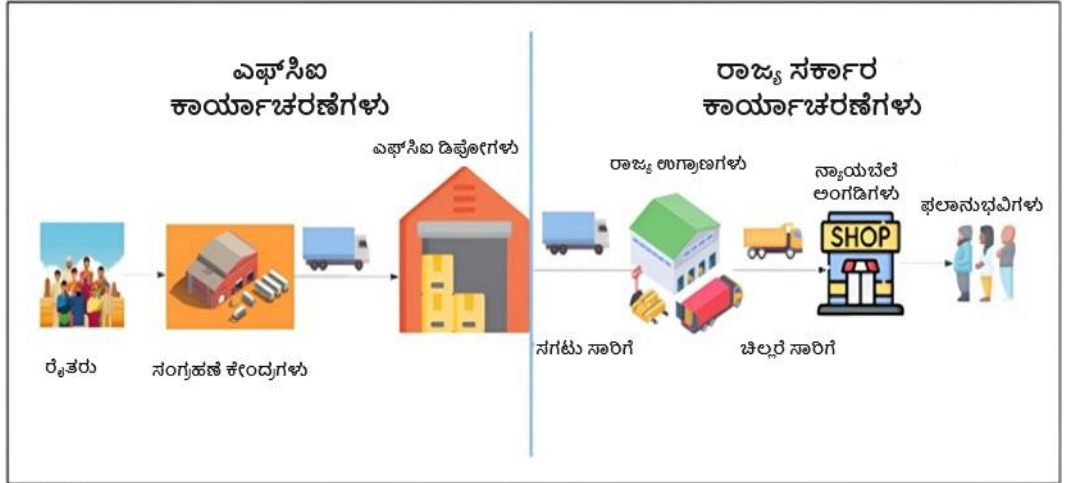 ಎಫ್‌ಸಿಐ
ಕಾರ್ಯಾಚರಣೆಗಳು
ರಾಜ್ಯ ಸರ್ಕಾರ
ಕಾರ್ಯಾಚರಣೆಗಳು
ಎಫ್‌ಸಿಐ ಡಿಪೋಗಳು
ರಾಜ್ಯ ಉಗ್ರಾಣಗಳು
ನ್ಯಾಯಬೆಲೆ
ಅಂಗಡಿಗಳು
ಫಲಾನುಭವಿಗಳು
SHOP
ರೈತರು
ಸಂಗ್ರಹಣೆ ಕೇಂದ್ರಗಳು
ಸಗಟು ಸಾರಿಗೆ
ಚಿಲ್ಲರೆ ಸಾರಿಗೆ